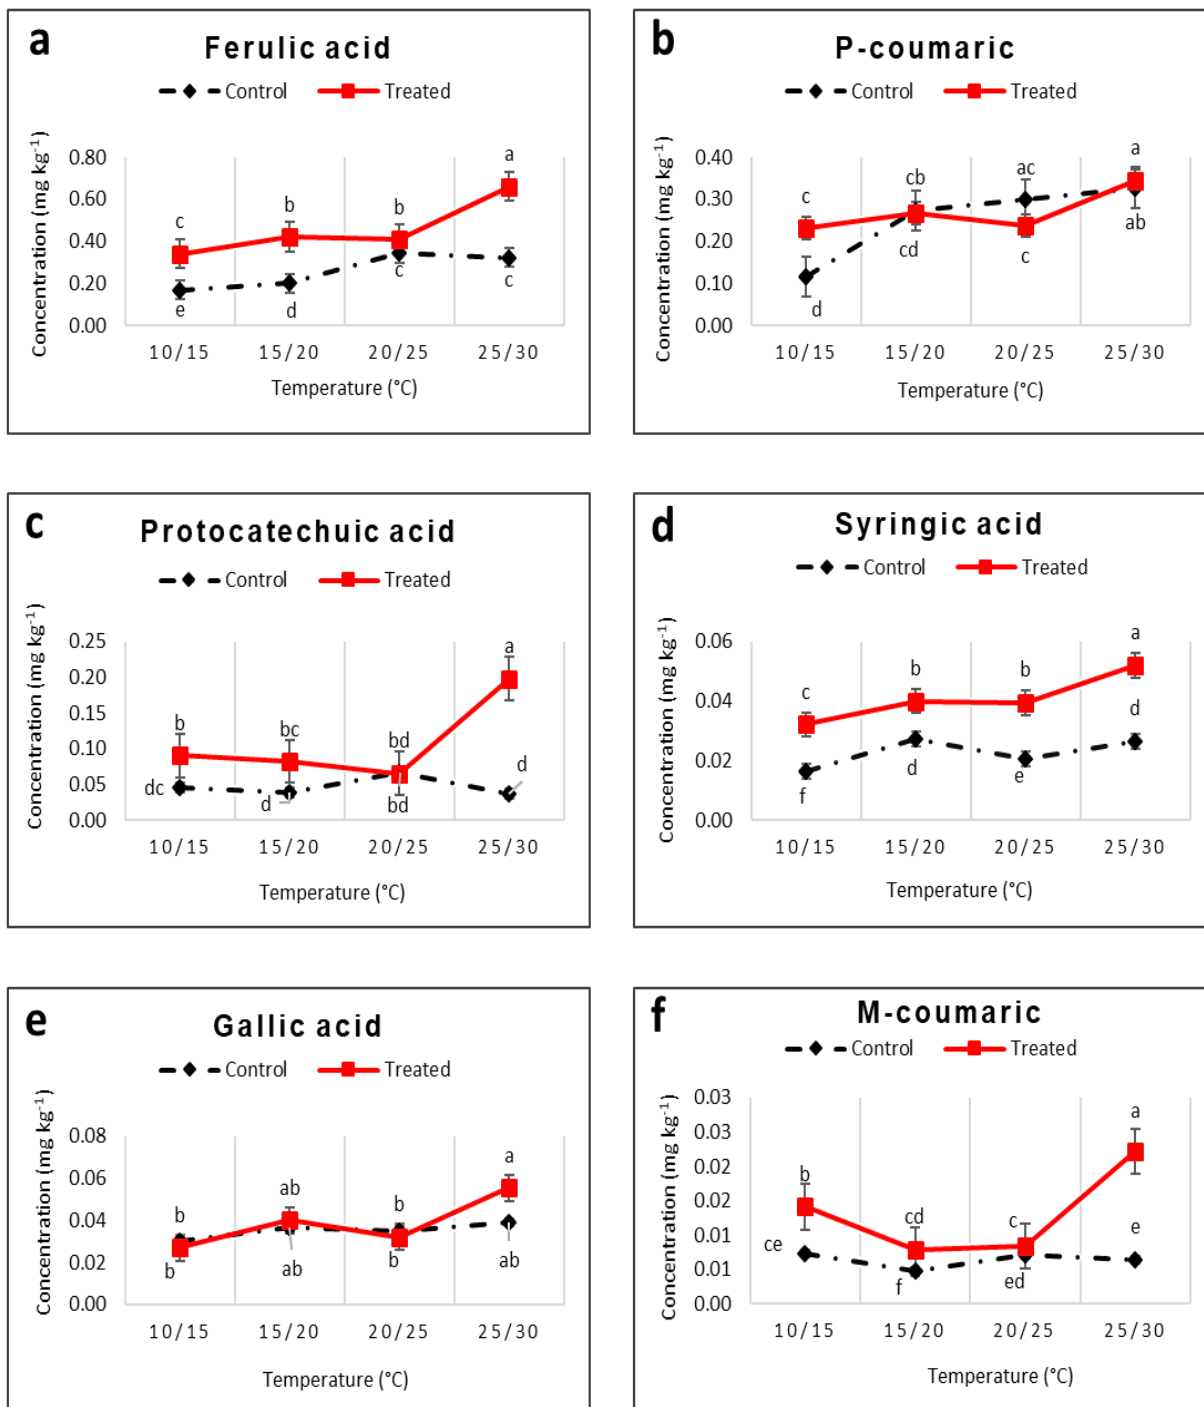 a
Ferulic acid
Control Treated
Concentration (mg kg⁻¹)
0.80
0.60
0.40
0.20
0.00
a
c b b
e d c c
10/15 15/20 20/25 25/30
Temperature (°C)
b
P-coumaric
Control Treated
Concentration (mg kg⁻¹)
0.40
0.30
0.20
0.10
0.00
c cb ac a
d cd c ab
10/15 15/20 20/25 25/30
Temperature (°C)
c
Protocatechuic acid
Control Treated
Concentration (mg kg⁻¹)
0.25
0.20
0.15
0.10
0.05
0.00
b bc bd a
dc d bd d
10/15 15/20 20/25 25/30
Temperature (°C)
d
Syringic acid
Control Treated
Concentration (mg kg⁻¹)
0.06
0.04
0.02
0.00
c b b a
f d e d
10/15 15/20 20/25 25/30
Temperature (°C)
e
Gallic acid
Control Treated
Concentration (mg kg⁻¹)
0.08
0.06
0.04
0.02
0.00
b ab b a
b ab b ab
10/15 15/20 20/25 25/30
Temperature (°C)
f
M-coumaric
Control Treated
Concentration (mg kg⁻¹)
0.03
0.03
0.02
0.02
0.01
0.01
0.00
b cd c a
ce f ed e
10/15 15/20 20/25 25/30
Temperature (°C)